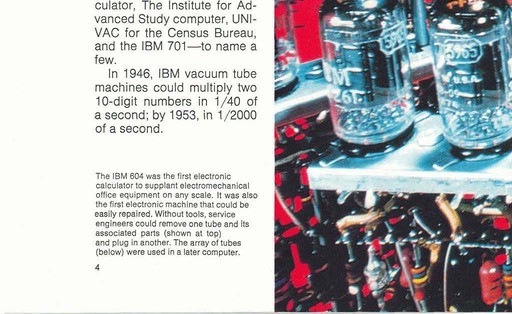 culator, The Institute for Ad-
vanced Study computer, UNI-
VAC for the Census Bureau,
and the IBM 701—to name a
few.
In 1946, IBM vacuum tube
machines could multiply two
10-digit numbers in 1/40 of
a second; by 1953, in 1/2000
of a second.
The IBM 604 was the first electronic
calculator to supplant electromechanical
office equipment on any scale. It was also
the first electronic machine that could be
easily repaired. Without tools, service
engineers could remove one tube and its
associated parts (shown at top)
and plug in another. The array of tubes
(below) were used in a later computer.
4